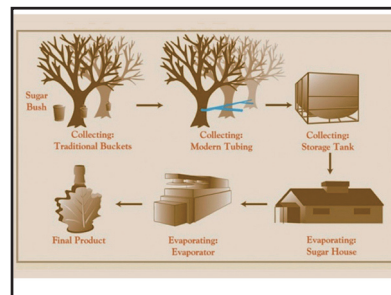 Sugar
Bush
Collecting:
Traditional Buckets
Collecting:
Modern Tubing
Collecting:
Storage Tank
Final Product
Evaporating:
Evaporator
Evaporating:
Sugar House